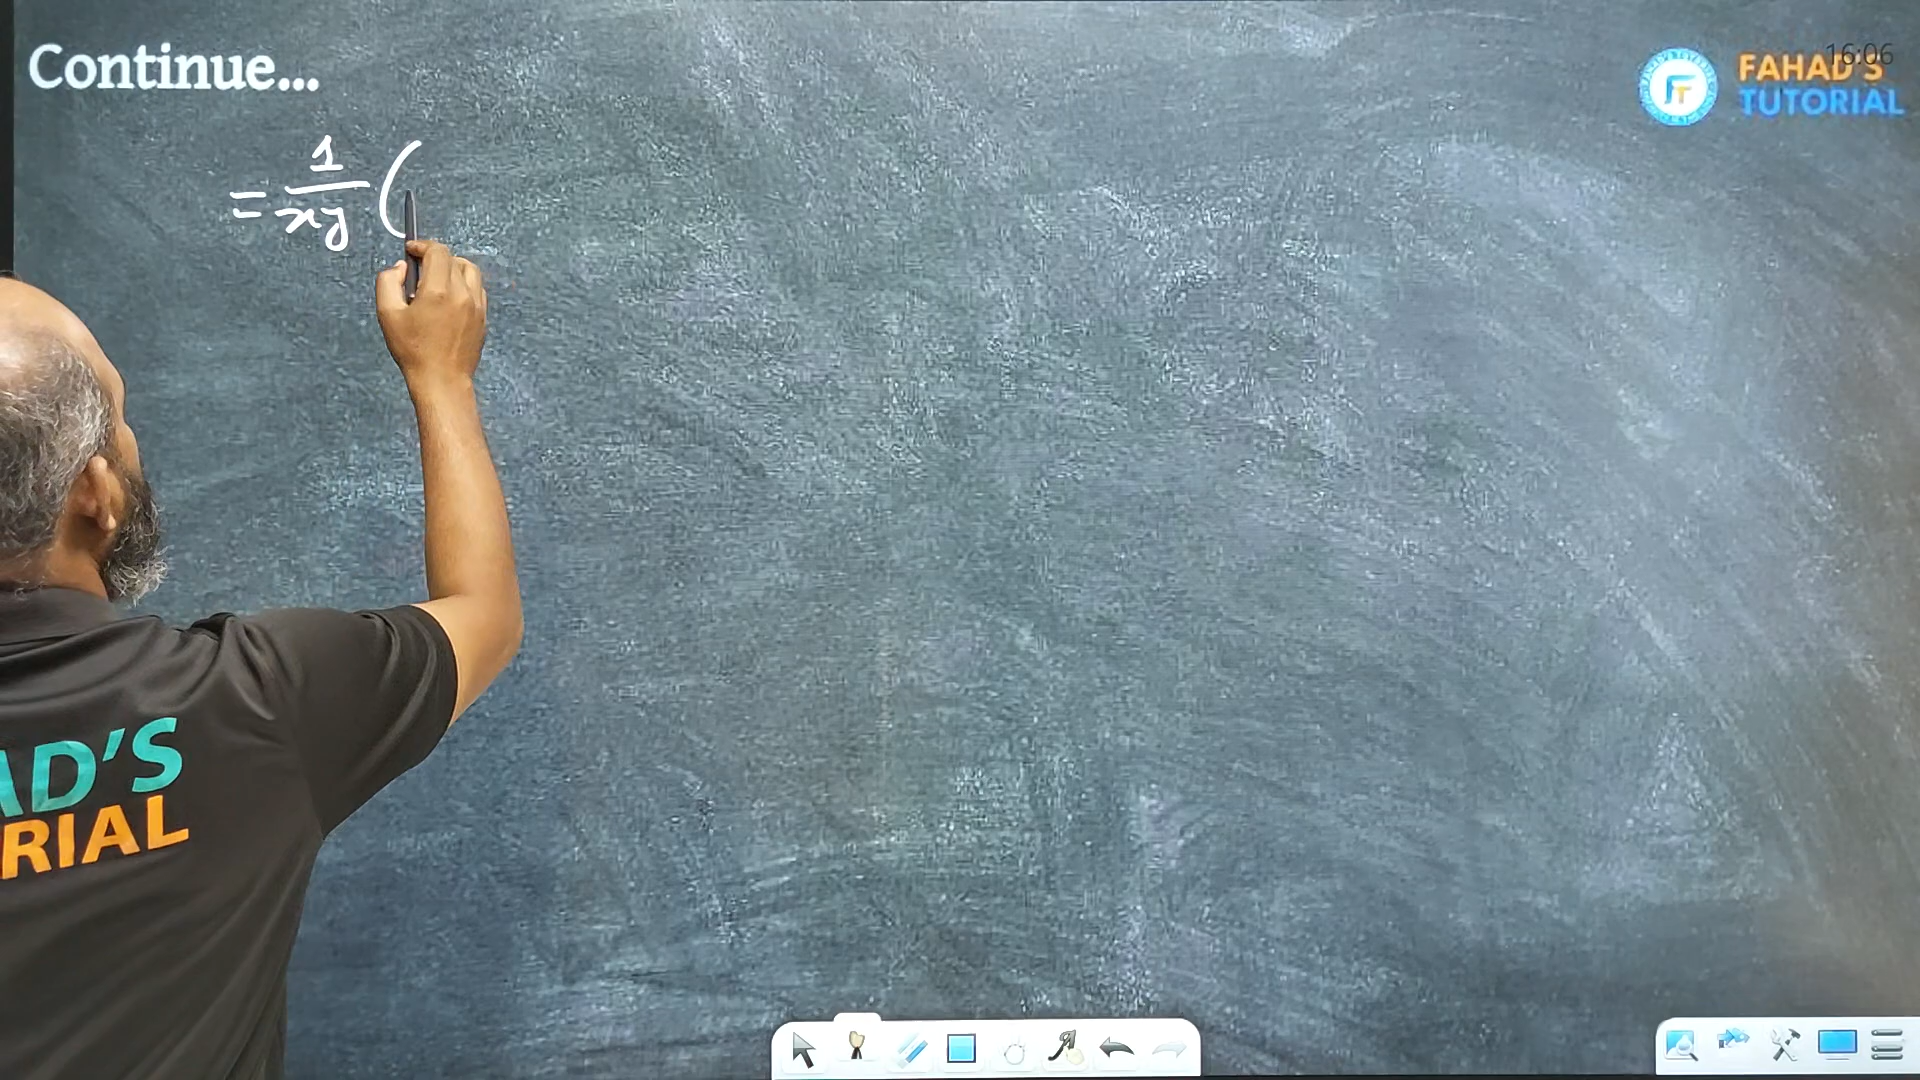 Continue...
16:06
FAHAD'S
TUTORIAL
= 1/xy (
AD'S
RIAL